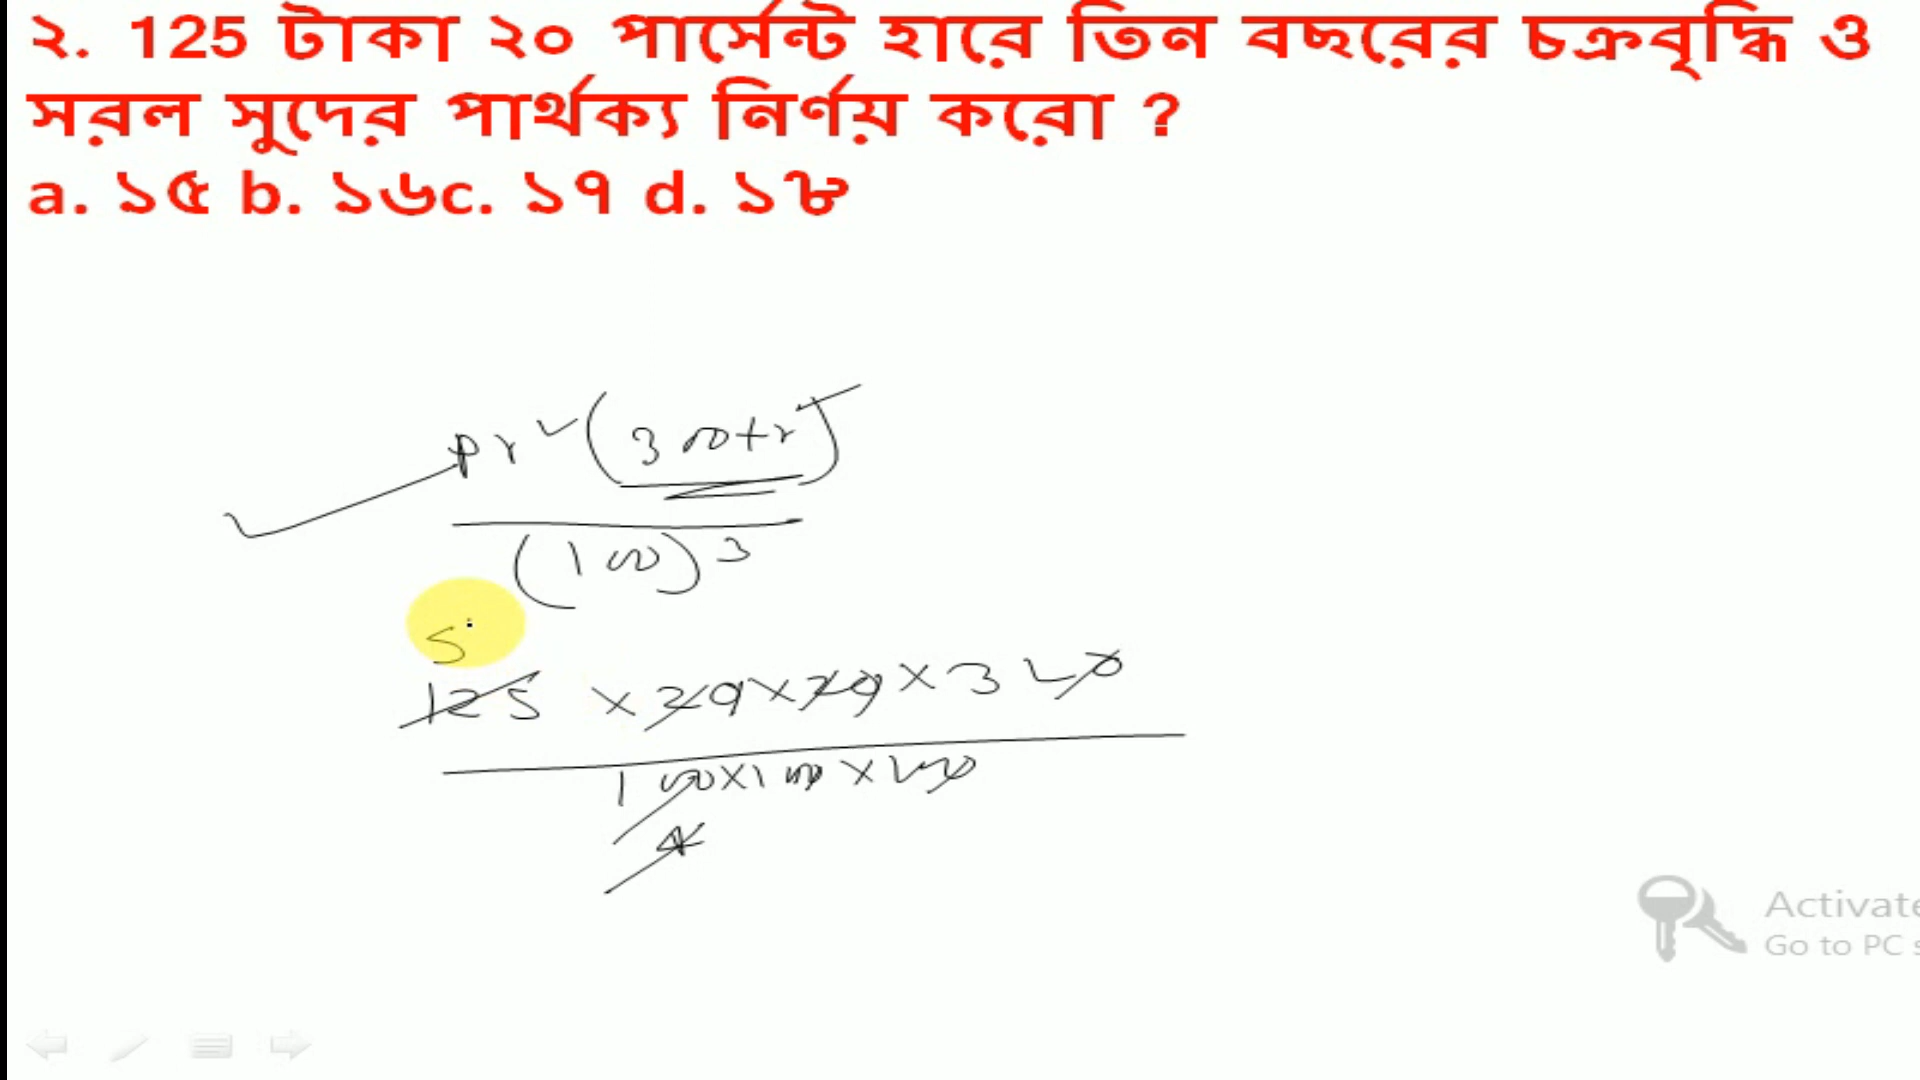 ২. 125 টাকা ২০ পার্সেন্ট হারে তিন বছরের চক্রবৃদ্ধি ও
সরল সুদের পার্থক্য নির্ণয় করো ?
a. ১৫ b. ১৬c. ১৭ d. ১৮
pr² (300+r)
(100)3
5
125 × 20 × 20 × 320
100×100×100
4
Activate
Go to PC s